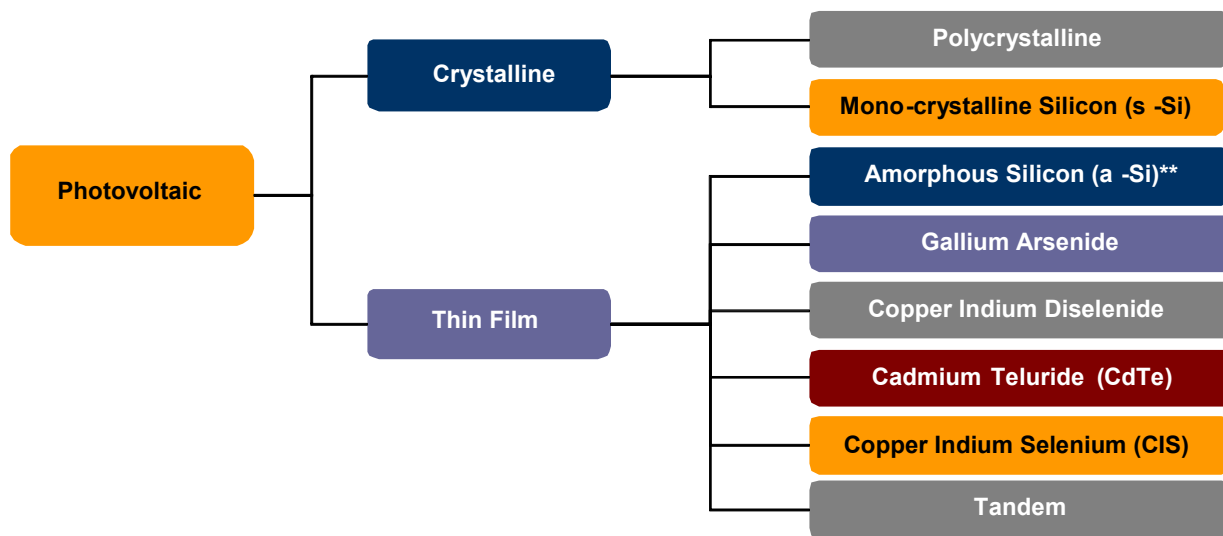 Photovoltaic
Crystalline
Polycrystalline
Mono-crystalline Silicon (s -Si)
Thin Film
Amorphous Silicon (a -Si)**
Gallium Arsenide
Copper Indium Diselenide
Cadmium Teluride (CdTe)
Copper Indium Selenium (CIS)
Tandem